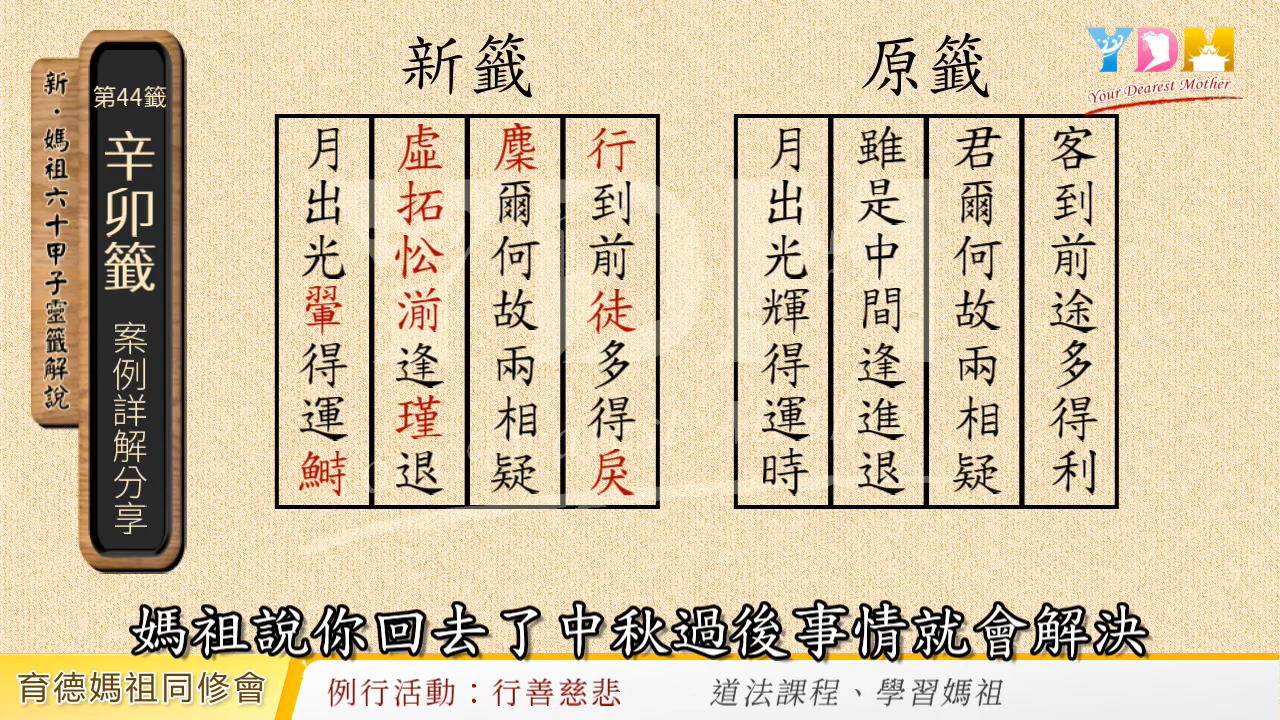 新・媽祖六十甲子靈籤解說
第44籤
辛卯籤
案例詳解分享
原籤
客到前途多得利
君爾何故兩相疑
雖是中間逢進退
月出光輝得運時
新籤
行到前徒多得戾
麇爾何故兩相疑
虛拓忪湔逢瑾退
月出光翬得運鰣
YDM
Your Dearest Mother
媽祖說你回去了中秋過後事情就會解決
育德媽祖同修會
例行活動：行善慈悲
道法課程、學習媽祖